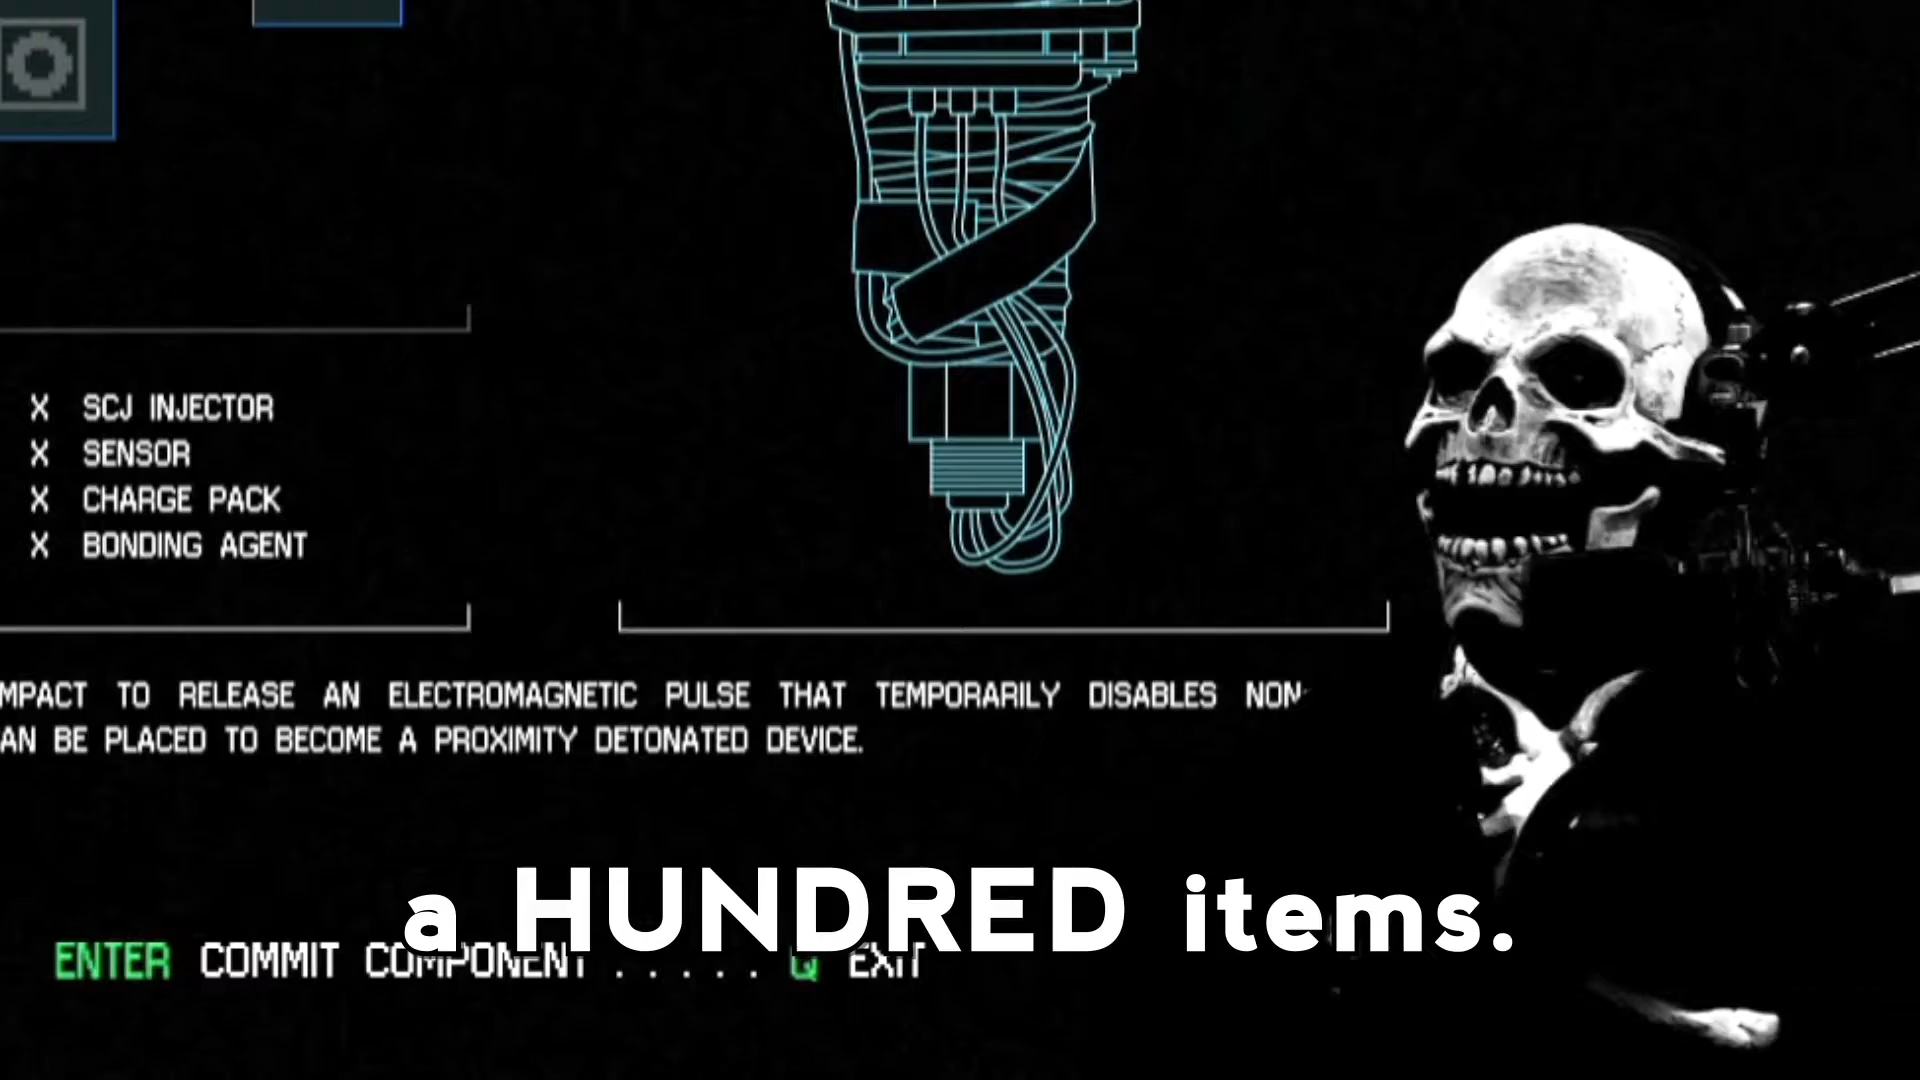 X SCJ INJECTOR
X SENSOR
X CHARGE PACK
X BONDING AGENT
MPACT TO RELEASE AN ELECTROMAGNETIC PULSE THAT TEMPORARILY DISABLES NON-
AN BE PLACED TO BECOME A PROXIMITY DETONATED DEVICE.
a HUNDRED items.
ENTER COMMIT COMPONENT ..... Q EXIT